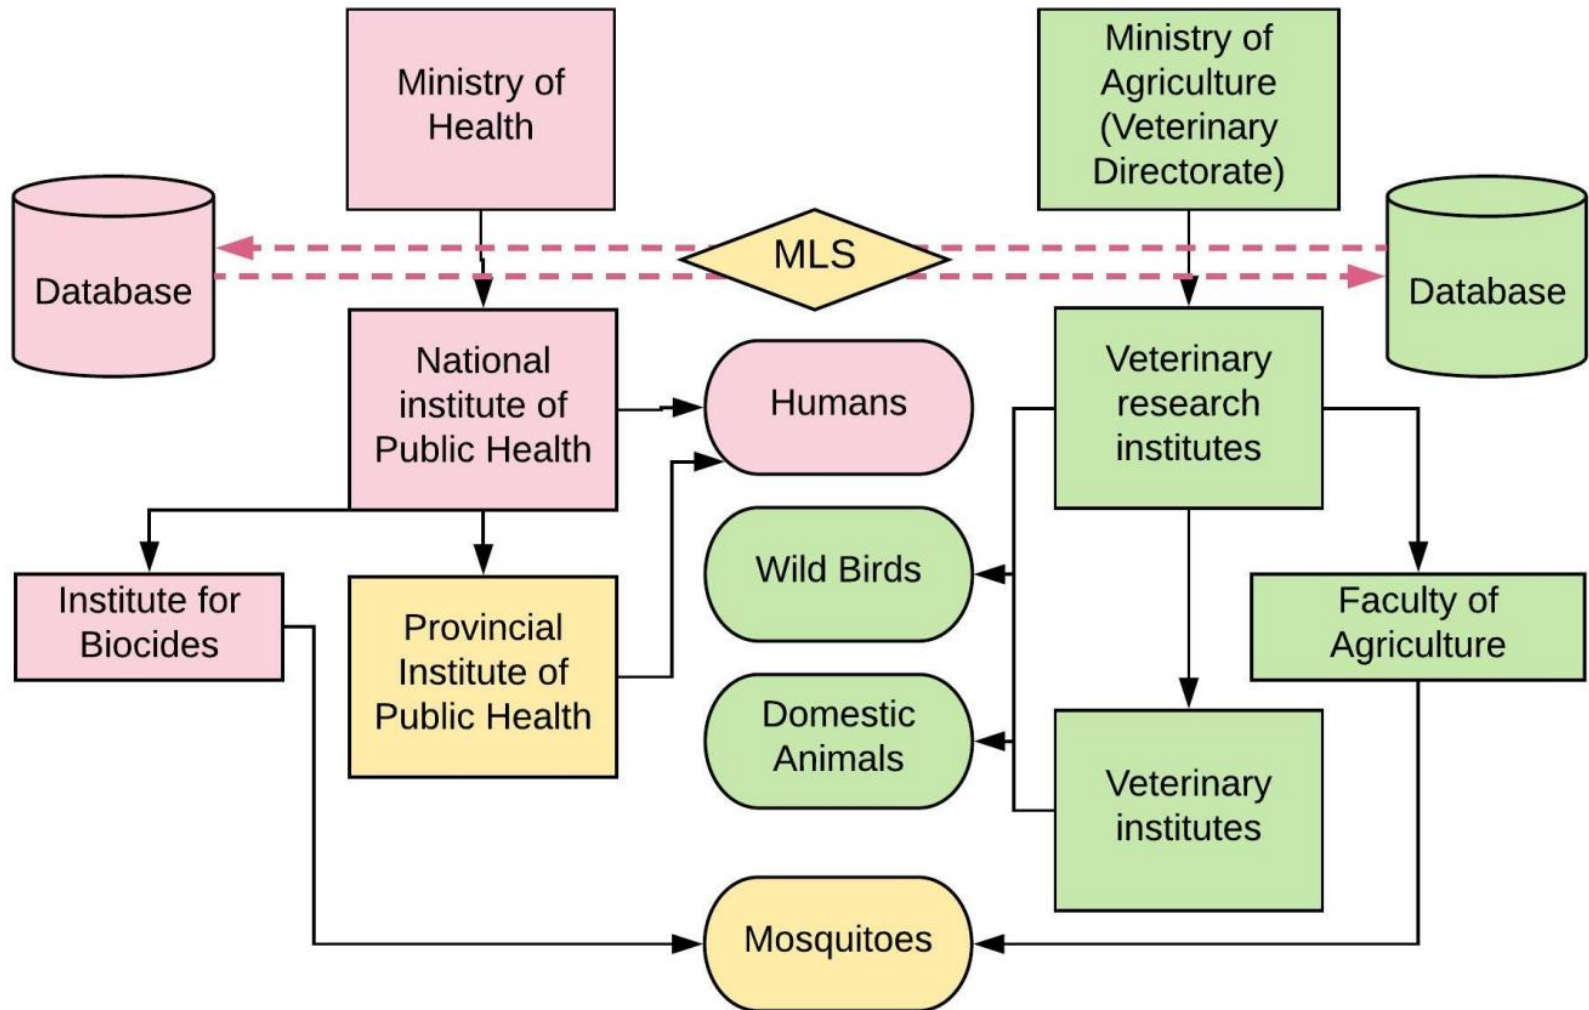 Ministry of
Health
Ministry of
Agriculture
(Veterinary
Directorate)
Database
MLS
Database
National
institute of
Public Health
Humans
Veterinary
research
institutes
Wild Birds
Institute for
Biocides
Provincial
Institute of
Public Health
Faculty of
Agriculture
Domestic
Animals
Veterinary
institutes
Mosquitoes